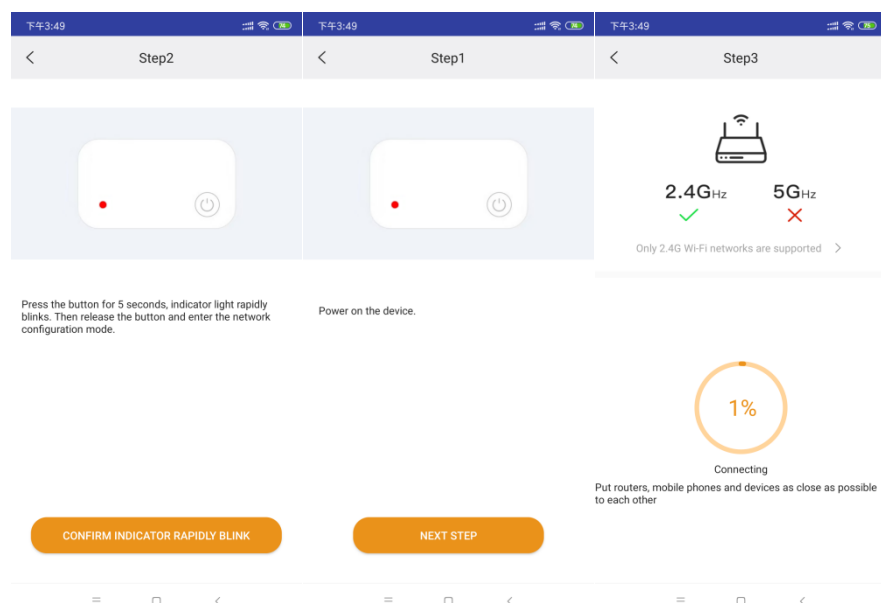 下午3:49
74
Step2
Press the button for 5 seconds, indicator light rapidly
blinks. Then release the button and enter the network
configuration mode.
CONFIRM INDICATOR RAPIDLY BLINK
下午3:49
74
Step1
Power on the device.
NEXT STEP
下午3:49
75
Step3
2.4GHz
5GHz
Only 2.4G Wi-Fi networks are supported
1%
Connecting
Put routers, mobile phones and devices as close as possible
to each other